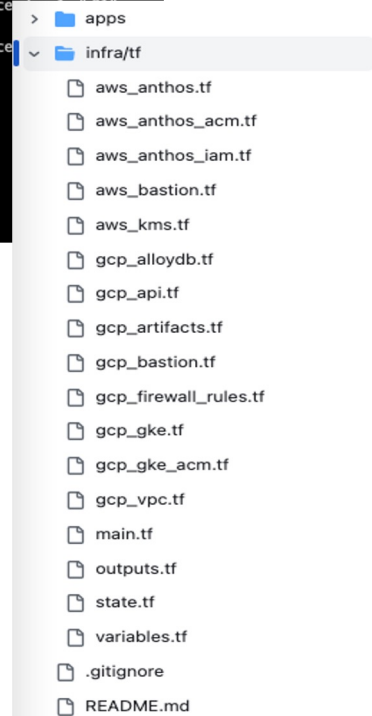 apps
infra/tf
aws_anthos.tf
aws_anthos_acm.tf
aws_anthos_iam.tf
aws_bastion.tf
aws_kms.tf
gcp_alloydb.tf
gcp_api.tf
gcp_artifacts.tf
gcp_bastion.tf
gcp_firewall_rules.tf
gcp_gke.tf
gcp_gke_acm.tf
gcp_vpc.tf
main.tf
outputs.tf
state.tf
variables.tf
.gitignore
README.md